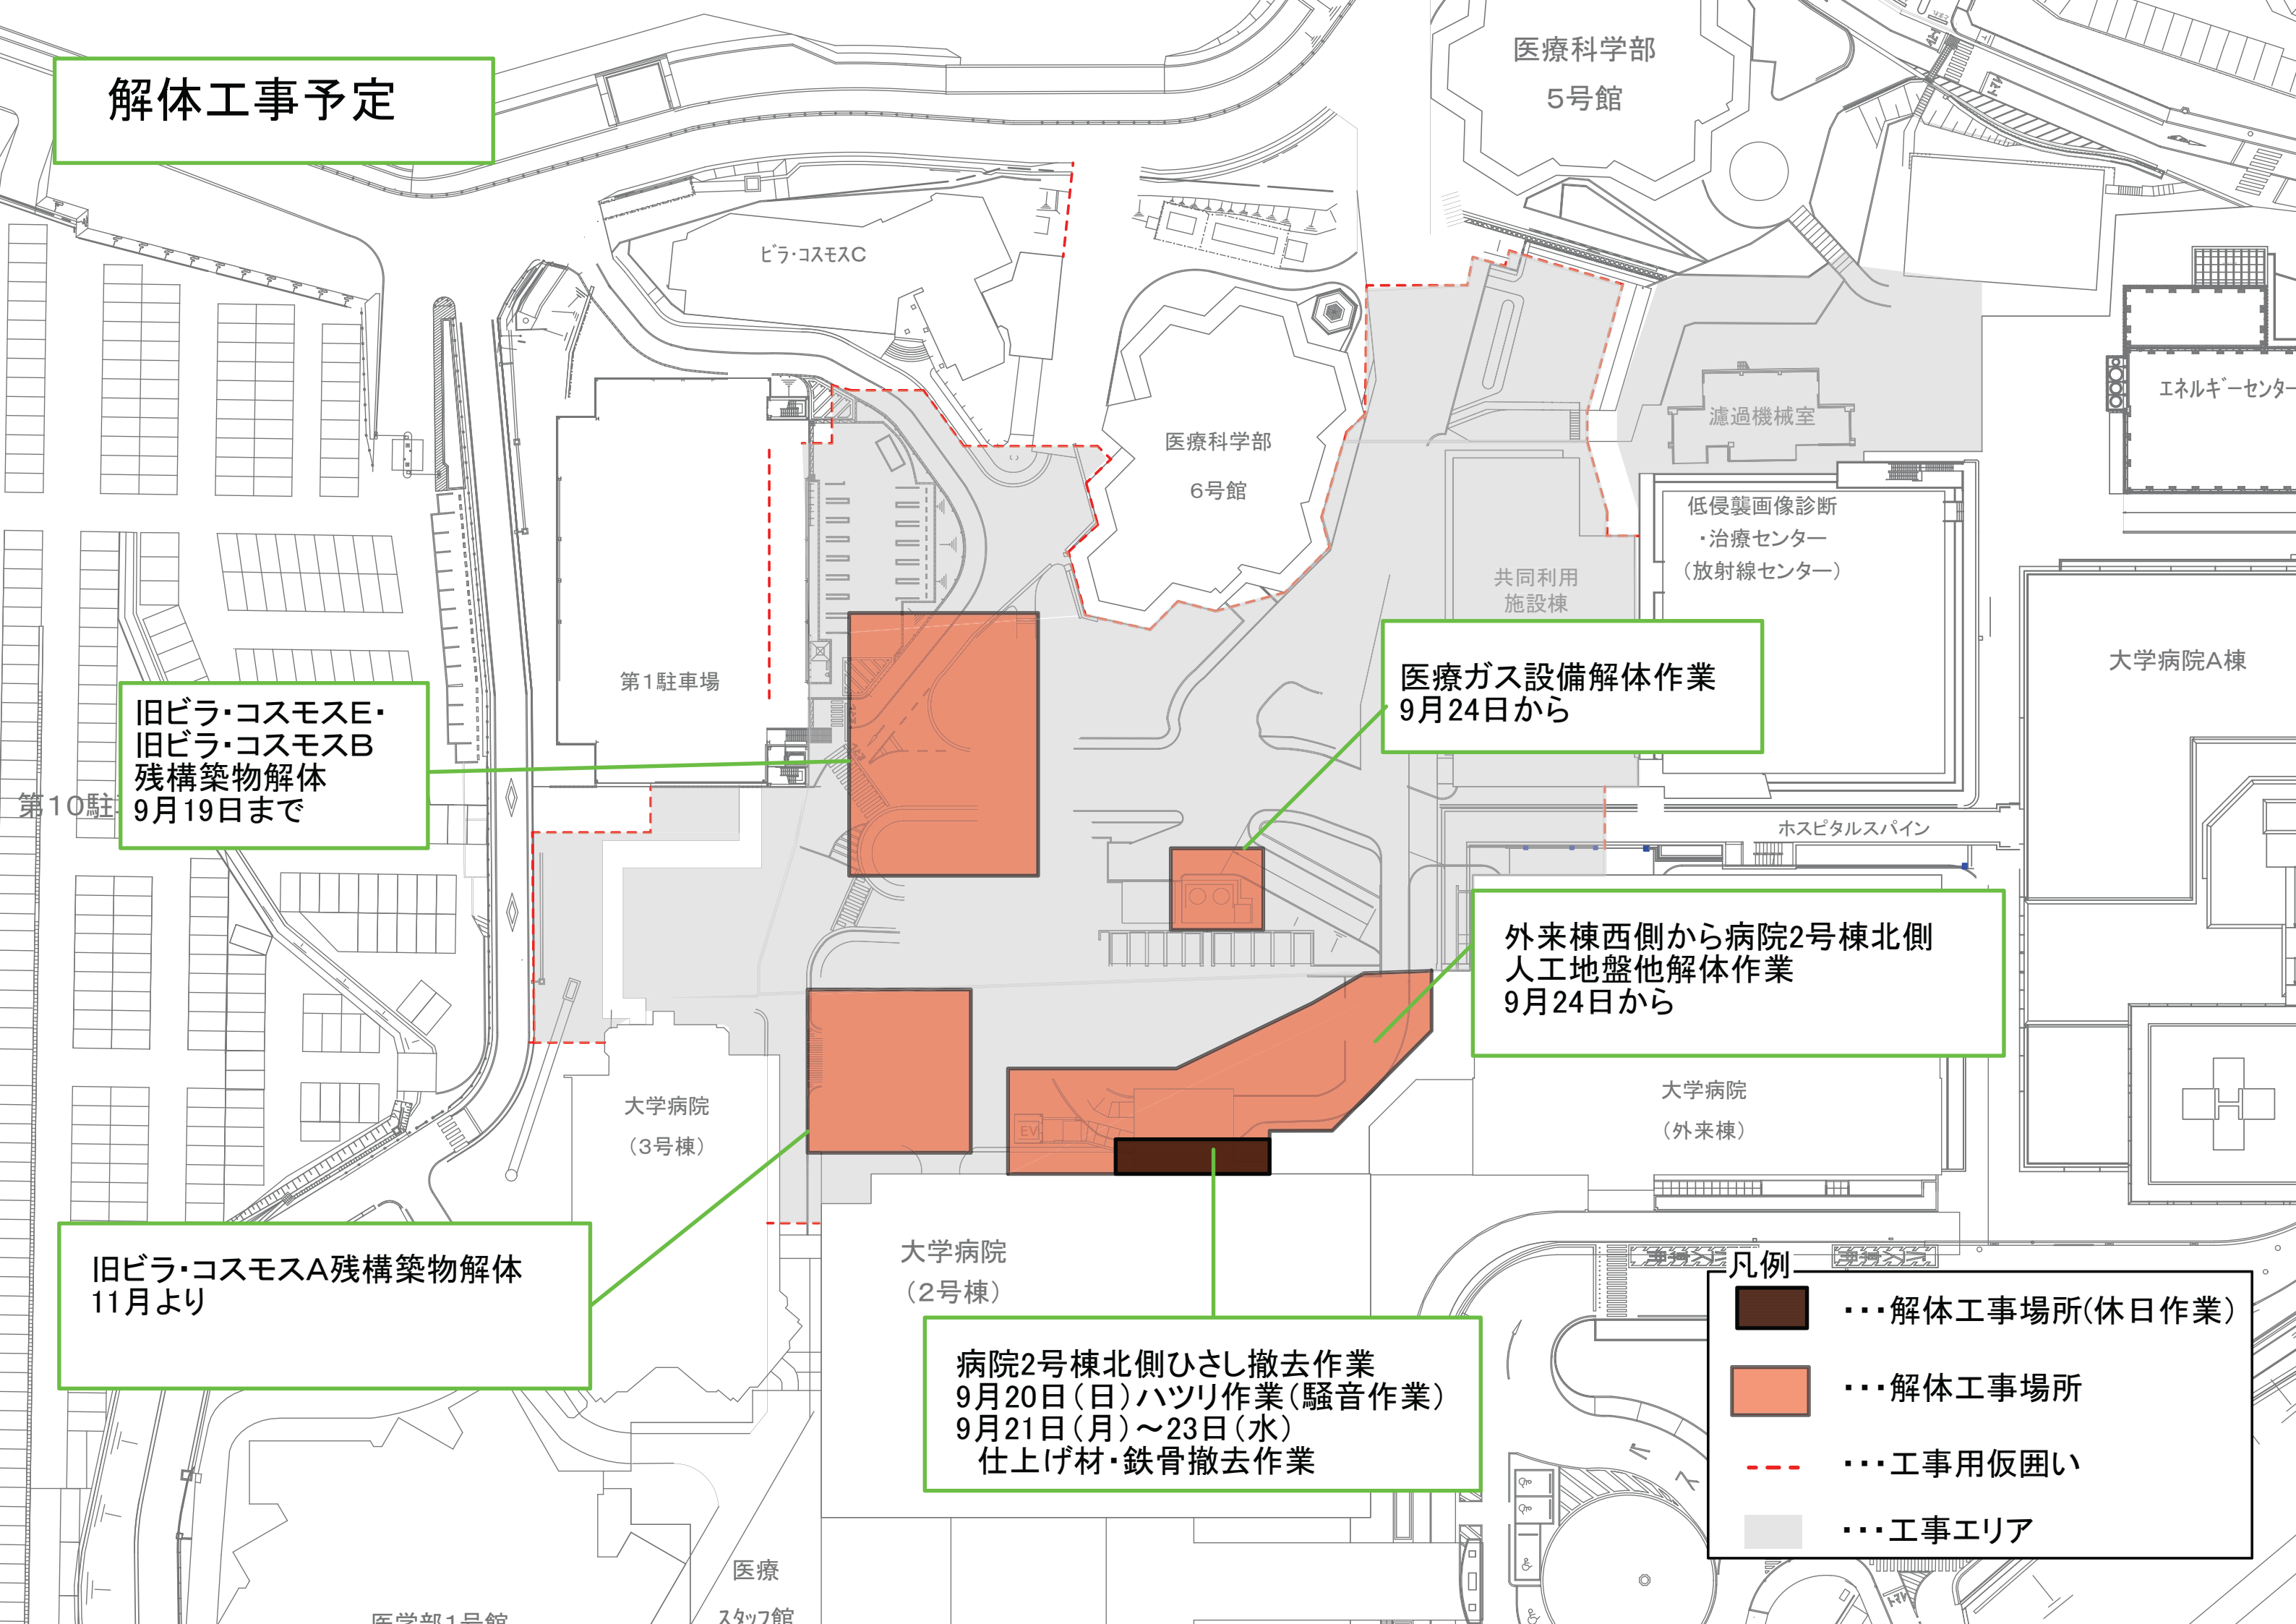 解体工事予定
医療科学部
5号館
ビラ・コスモスC
エネルギーセンター
濾過機械室
医療科学部
6号館
低侵襲画像診断
・治療センター
(放射線センター)
共同利用
施設棟
大学病院A棟
第1駐車場
医療ガス設備解体作業
9月24日から
旧ビラ・コスモスE・
旧ビラ・コスモスB
残構築物解体
9月19日まで
第10駐
ホスピタルスパイン
外来棟西側から病院2号棟北側
人工地盤他解体作業
9月24日から
大学病院
(外来棟)
大学病院
(3号棟)
EV
旧ビラ・コスモスA残構築物解体
11月より
大学病院
(2号棟)
病院2号棟北側ひさし撤去作業
9月20日(日)ハツリ作業(騒音作業)
9月21日(月)～23日(水)
仕上げ材・鉄骨撤去作業
凡例
・・・解体工事場所(休日作業)
・・・解体工事場所
・・・工事用仮囲い
・・・工事エリア
バス
医療
スタッフ館
医学部1号館